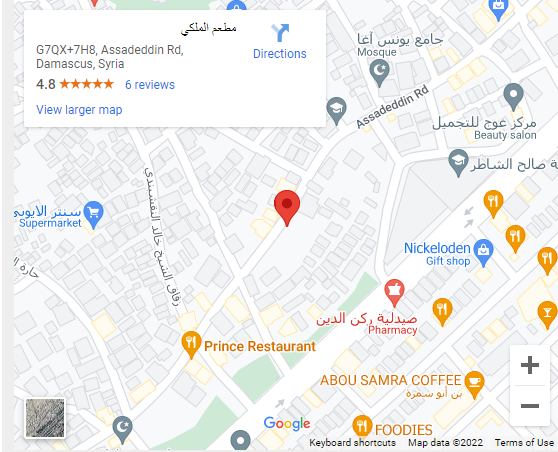 مطعم الملكي
G7QX+7H8, Assadeddin Rd,
Damascus, Syria
4.8
6 reviews
View larger map
Directions
جامع يونس آغا
Mosque
Assadeddin Rd
مركز عوج للتجميل
Beauty salon
ة صالح الشاطر
سنتر الايوبي
Supermarket
زقاق الشيخ خالد النقشبندي
حارة ال
Nickeloden
Gift shop
صيدلية ركن الدين
Pharmacy
Prince Restaurant
ABOU SAMRA COFFEE
بن أبو سمرة
FOODIES
Google
Keyboard shortcuts
Map data ©2022
Terms of Use